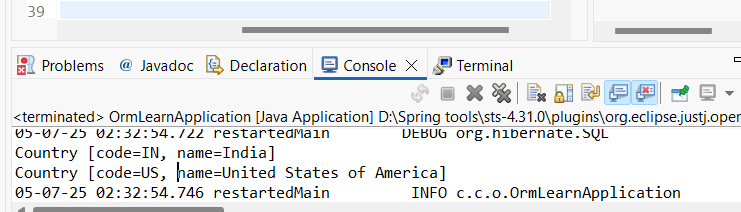 39
Problems @ Javadoc Declaration Console Terminal
<terminated> OrmLearnApplication [Java Application] D:\Spring tools\sts-4.31.0\plugins\org.eclipse.justj.open
05-07-25 02:32:54.722 restartedMain DEBUG org.hibernate.SQL
Country [code=IN, name=India]
Country [code=US, name=United States of America]
05-07-25 02:32:54.746 restartedMain INFO c.c.o.OrmLearnApplication